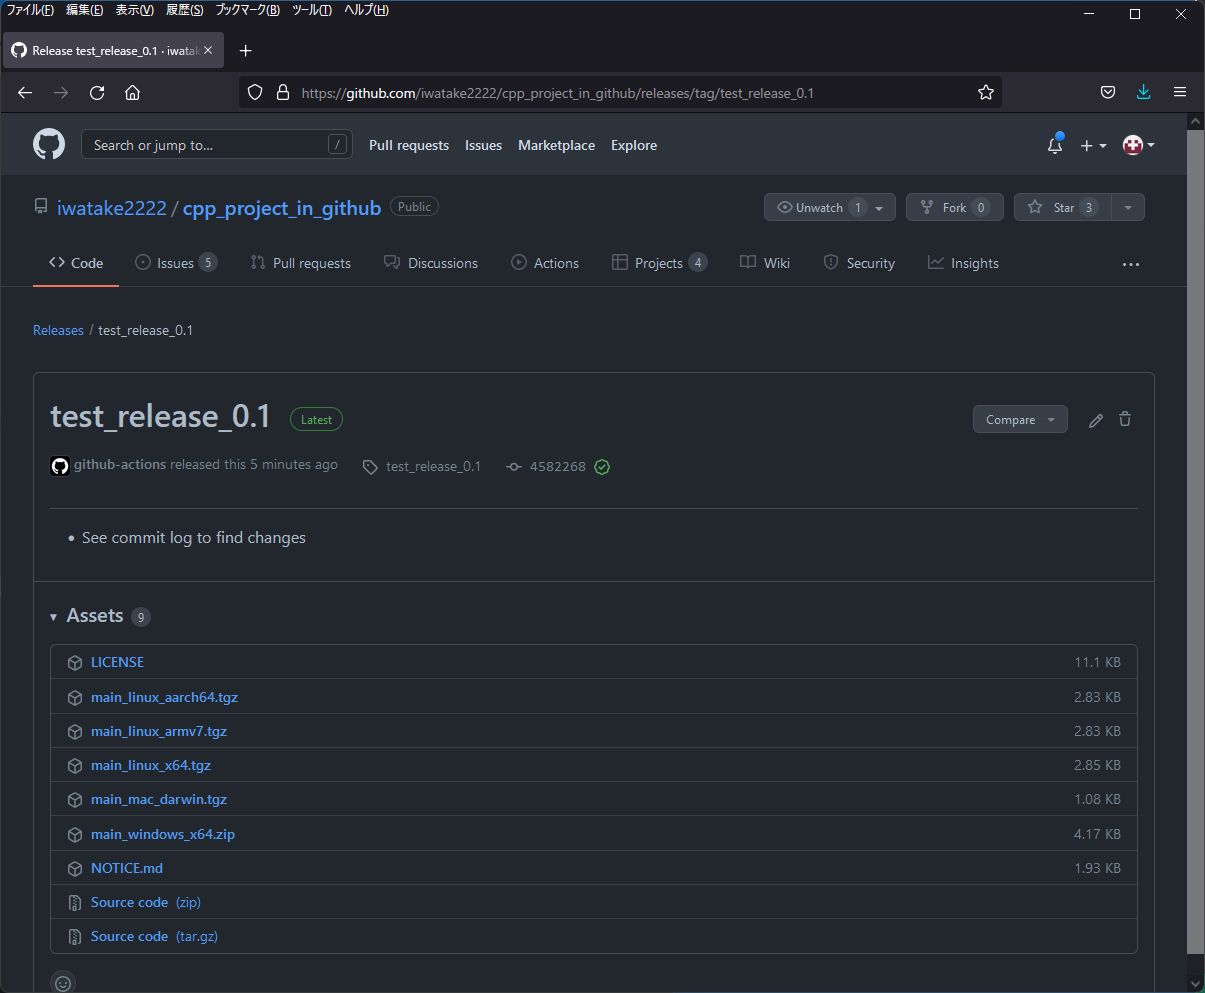 ファイル(F) 編集(E) 表示(V) 履歴(S) ブックマーク(B) ツール(T) ヘルプ(H)
Release test_release_0.1 · iwatak
https://github.com/iwatake2222/cpp_project_in_github/releases/tag/test_release_0.1
Search or jump to... / Pull requests Issues Marketplace Explore
iwatake2222 / cpp_project_in_github Public Unwatch 1 Fork 0 Star 3
Code Issues 5 Pull requests Discussions Actions Projects 4 Wiki Security Insights
Releases / test_release_0.1
test_release_0.1 Latest Compare
github-actions released this 5 minutes ago test_release_0.1 4582268
• See commit log to find changes
Assets 9
LICENSE 11.1 KB
main_linux_aarch64.tgz 2.83 KB
main_linux_armv7.tgz 2.83 KB
main_linux_x64.tgz 2.85 KB
main_mac_darwin.tgz 1.08 KB
main_windows_x64.zip 4.17 KB
NOTICE.md 1.93 KB
Source code (zip)
Source code (tar.gz)